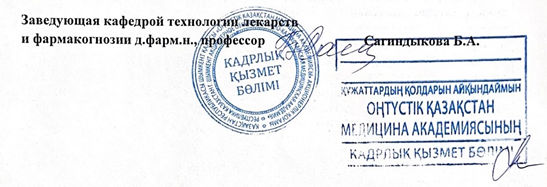 Заведующая кафедрой технологии лекарств
и фармакогнозии д.фарм.н., профессор Сагиндыкова Б.А.
КАДРЛЫҚ
ҚЫЗМЕТ
БӨЛІМІ
ҚҰЖАТТАРДЫҢ ҚОЛДАРЫН АЙҚЫНДАЙМЫН
ОҢТҮСТІК ҚАЗАҚСТАН
МЕДИЦИНА АКАДЕМИЯСЫНЫҢ
КАДРЛЫҚ ҚЫЗМЕТ БӨЛІМІ